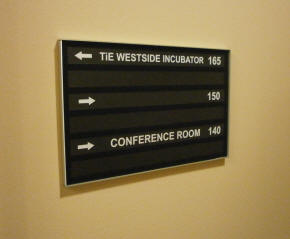 ← TiE WESTSIDE INCUBATOR 165
→ 150
→ CONFERENCE ROOM 140